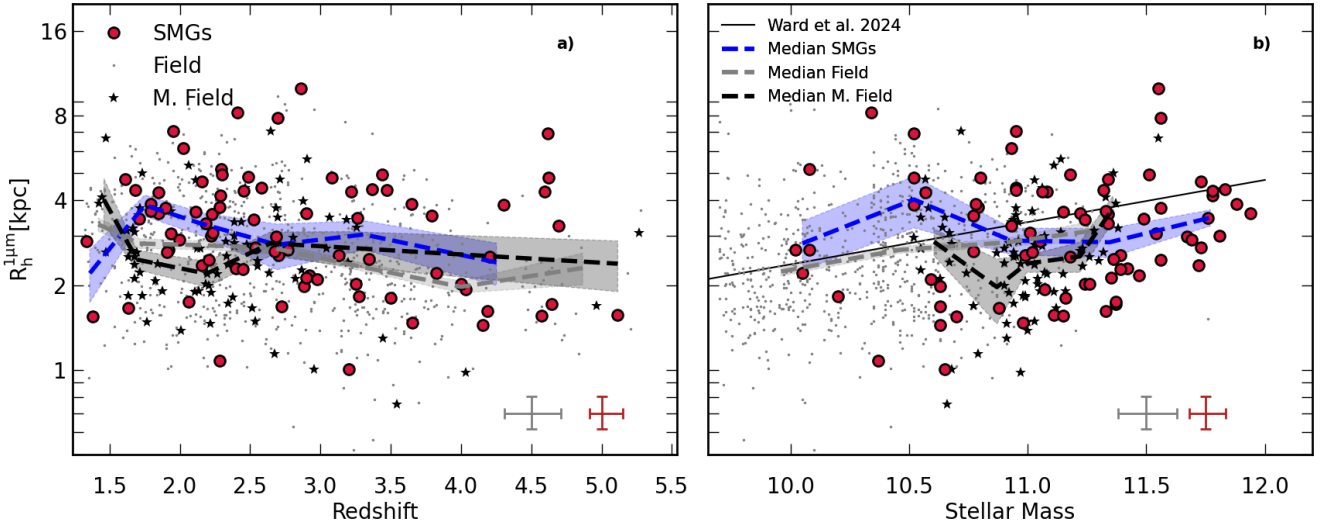 SMGs
Field
M. Field
a)
16
8
4
2
1
R_h^{1μm}[kpc]
1.5 2.0 2.5 3.0 3.5 4.0 4.5 5.0 5.5
Redshift
Ward et al. 2024
Median SMGs
Median Field
Median M. Field
b)
10.0 10.5 11.0 11.5 12.0
Stellar Mass